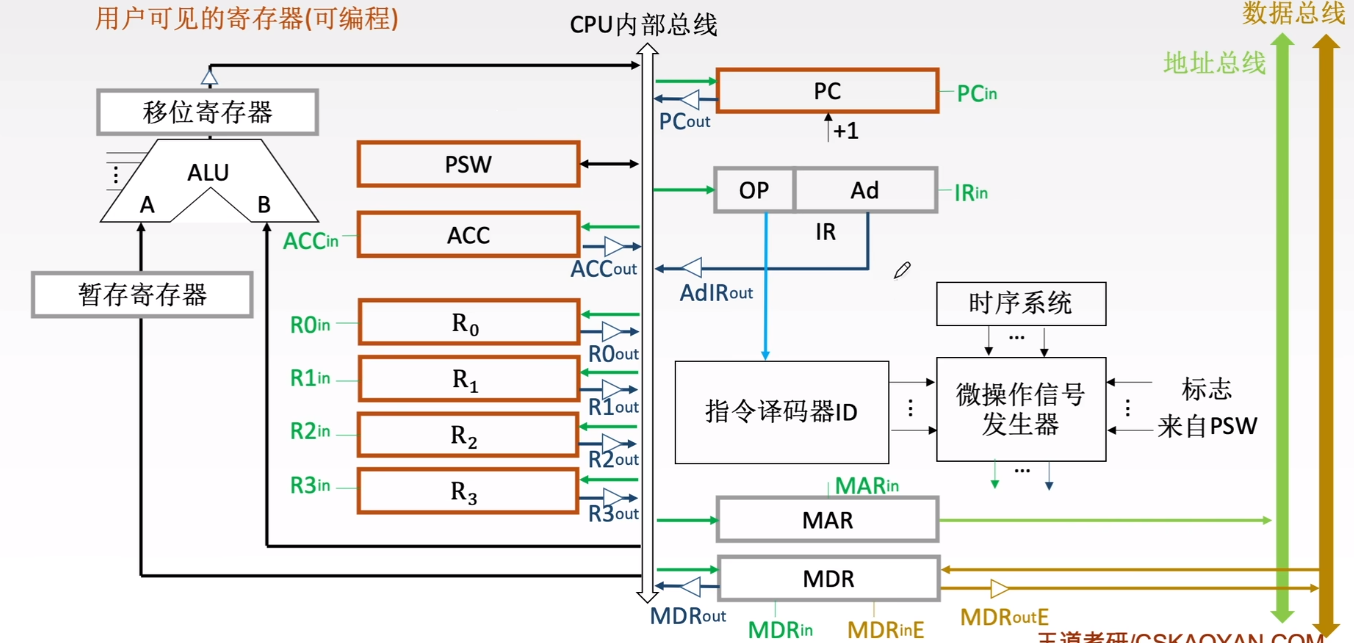 用户可见的寄存器(可编程)
CPU内部总线
数据总线
地址总线
移位寄存器
ALU
A
B
暂存寄存器
PSW
ACCin
ACC
ACCout
R0in
R0
R0out
R1in
R1
R1out
R2in
R2
R2out
R3in
R3
R3out
PC
PCin
PCout
+1
OP
Ad
IRin
IR
AdIRout
时序系统
...
指令译码器ID
⋮
微操作信号
发生器
⋮
标志
来自PSW
...
MARin
MAR
MDR
MDRout
MDRin
MDRinE
MDRoutE
王道考研/CSKAOYAN.COM